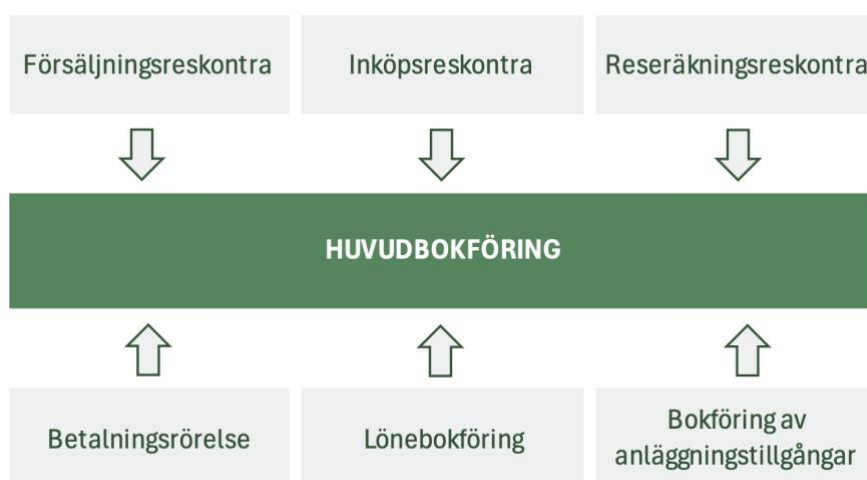 Försäljningsreskontra
Inköpsreskontra
Reseräkningsreskontra
HUVUDBOKFÖRING
Betalningsrörelse
Lönebokföring
Bokföring av
anläggningstillgångar